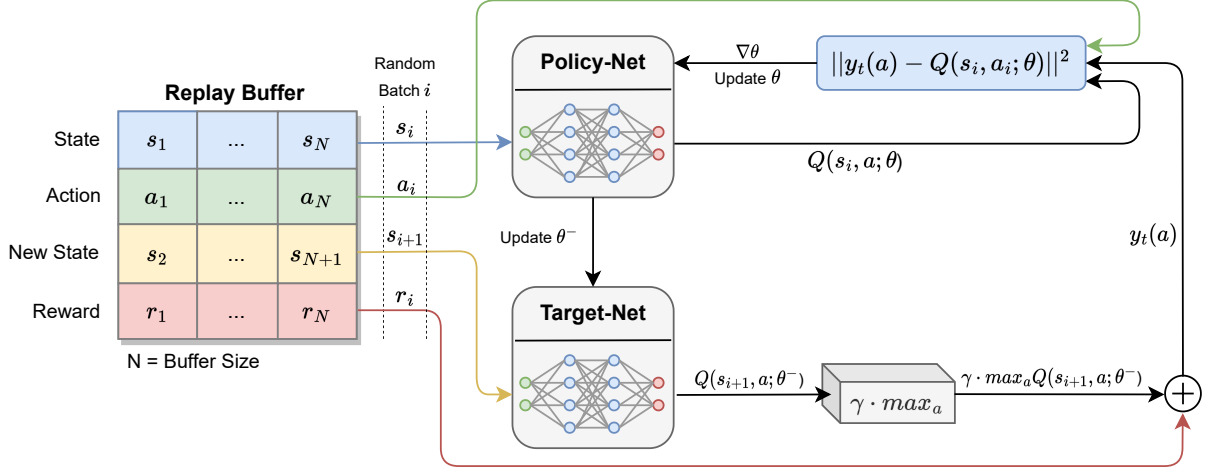 Replay Buffer
Random
Batch i
State
s_1 ... s_N
s_i
Action
a_1 ... a_N
a_i
New State
s_2 ... s_{N+1}
s_{i+1}
Reward
r_1 ... r_N
r_i
N = Buffer Size
Policy-Net
∇θ
Update θ
||y_t(a) − Q(s_i, a_i; θ)||^2
Q(s_i, a; θ)
Update θ^−
y_t(a)
Target-Net
Q(s_{i+1}, a; θ^−)
γ · max_a
γ · max_a Q(s_{i+1}, a; θ^−)
+